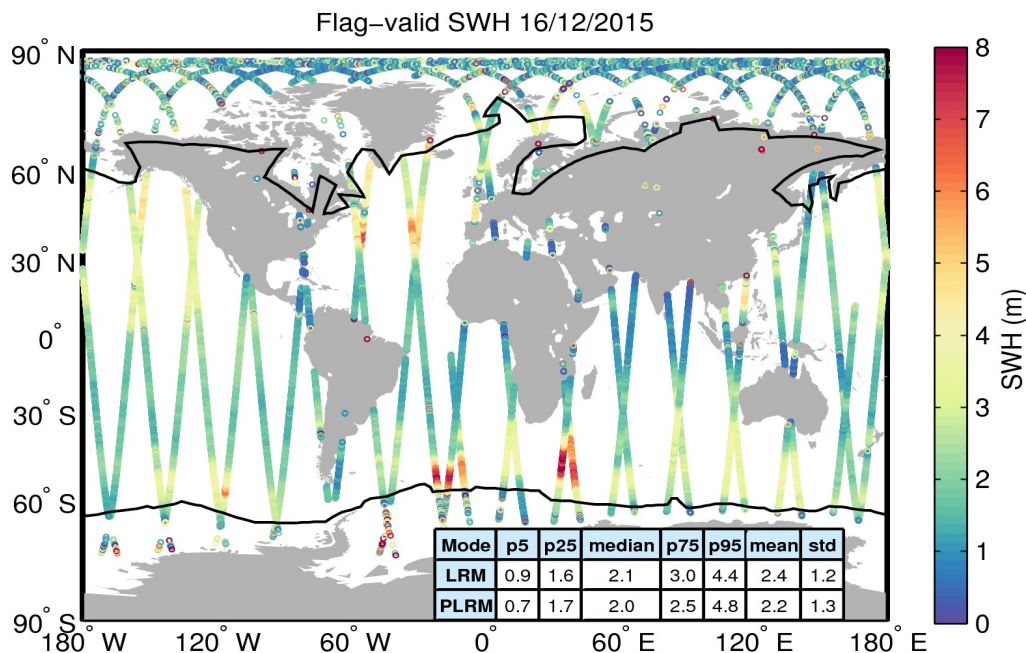 Flag−valid SWH 16/12/2015
90° N
60° N
30° N
0°
30° S
60° S
90° S
180° W
120° W
60° W
0°
60° E
120° E
180° E
8
7
6
5
4
3
2
1
0
SWH (m)
Mode p5 p25 median p75 p95 mean std
LRM 0.9 1.6 2.1 3.0 4.4 2.4 1.2
PLRM 0.7 1.7 2.0 2.5 4.8 2.2 1.3